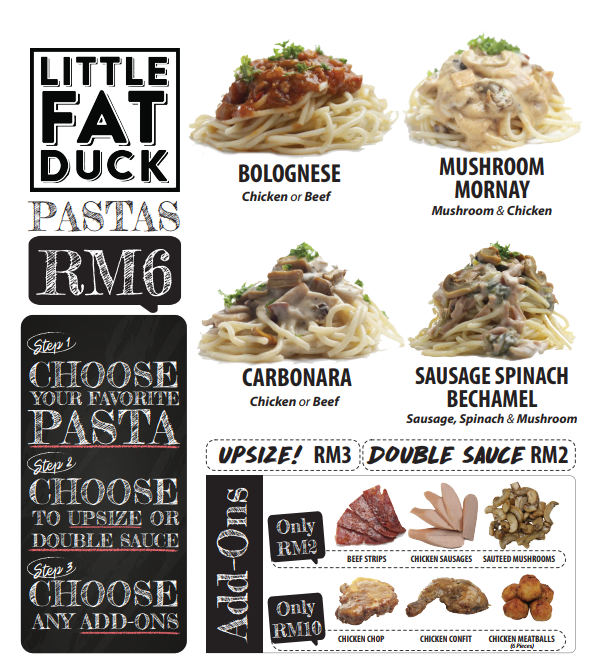 LITTLE
FAT
DUCK
PASTAS
RM6
BOLOGNESE
Chicken or Beef
MUSHROOM
MORNAY
Mushroom & Chicken
CARBONARA
Chicken or Beef
SAUSAGE SPINACH
BECHAMEL
Sausage, Spinach & Mushroom
Step 1
CHOOSE
YOUR FAVORITE
PASTA
Step 2
CHOOSE
TO UPSIZE OR
DOUBLE SAUCE
Step 3
CHOOSE
ANY ADD-ONS
UPSIZE! RM3
DOUBLE SAUCE RM2
Add-Ons
Only
RM2
BEEF STRIPS
CHICKEN SAUSAGES
SAUTEED MUSHROOMS
Only
RM10
CHICKEN CHOP
CHICKEN CONFIT
CHICKEN MEATBALLS
(6 Pieces)